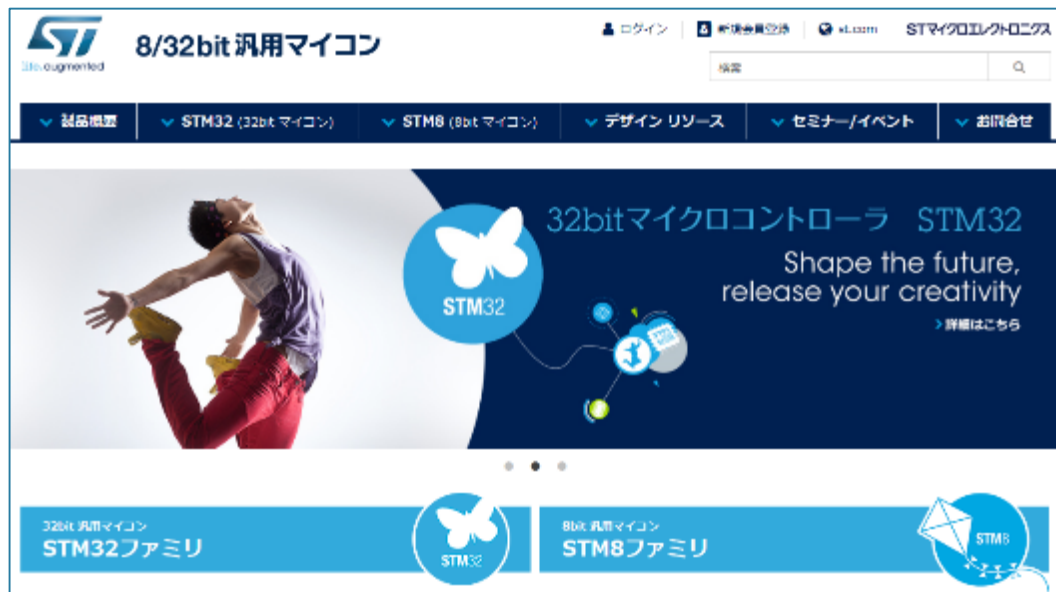 life.augmented
8/32bit 汎用マイコン
ログイン
新規会員登録
st.com
STマイクロエレクトロニクス
検索
製品概要
STM32 (32bit マイコン)
STM8 (8bit マイコン)
デザイン リソース
セミナー/イベント
お問合せ
32bitマイクロコントローラ STM32
Shape the future,
release your creativity
詳細はこちら
STM32
32bit 汎用マイコン
STM32ファミリ
STM32
8bit 汎用マイコン
STM8ファミリ
STM8